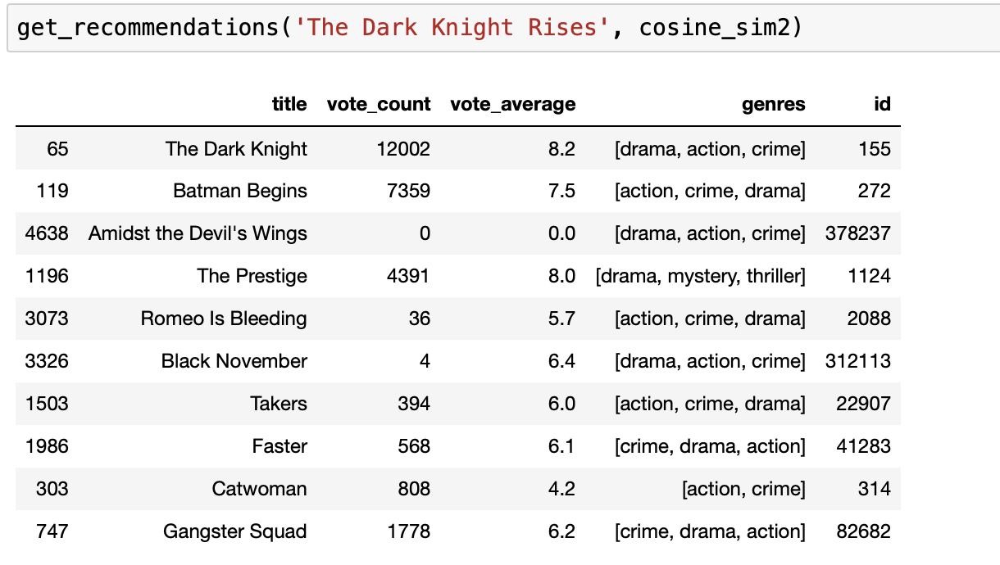 get_recommendations('The Dark Knight Rises', cosine_sim2)
title vote_count vote_average genres id
65 The Dark Knight 12002 8.2 [drama, action, crime] 155
119 Batman Begins 7359 7.5 [action, crime, drama] 272
4638 Amidst the Devil's Wings 0 0.0 [drama, action, crime] 378237
1196 The Prestige 4391 8.0 [drama, mystery, thriller] 1124
3073 Romeo Is Bleeding 36 5.7 [action, crime, drama] 2088
3326 Black November 4 6.4 [drama, action, crime] 312113
1503 Takers 394 6.0 [action, crime, drama] 22907
1986 Faster 568 6.1 [crime, drama, action] 41283
303 Catwoman 808 4.2 [action, crime] 314
747 Gangster Squad 1778 6.2 [crime, drama, action] 82682